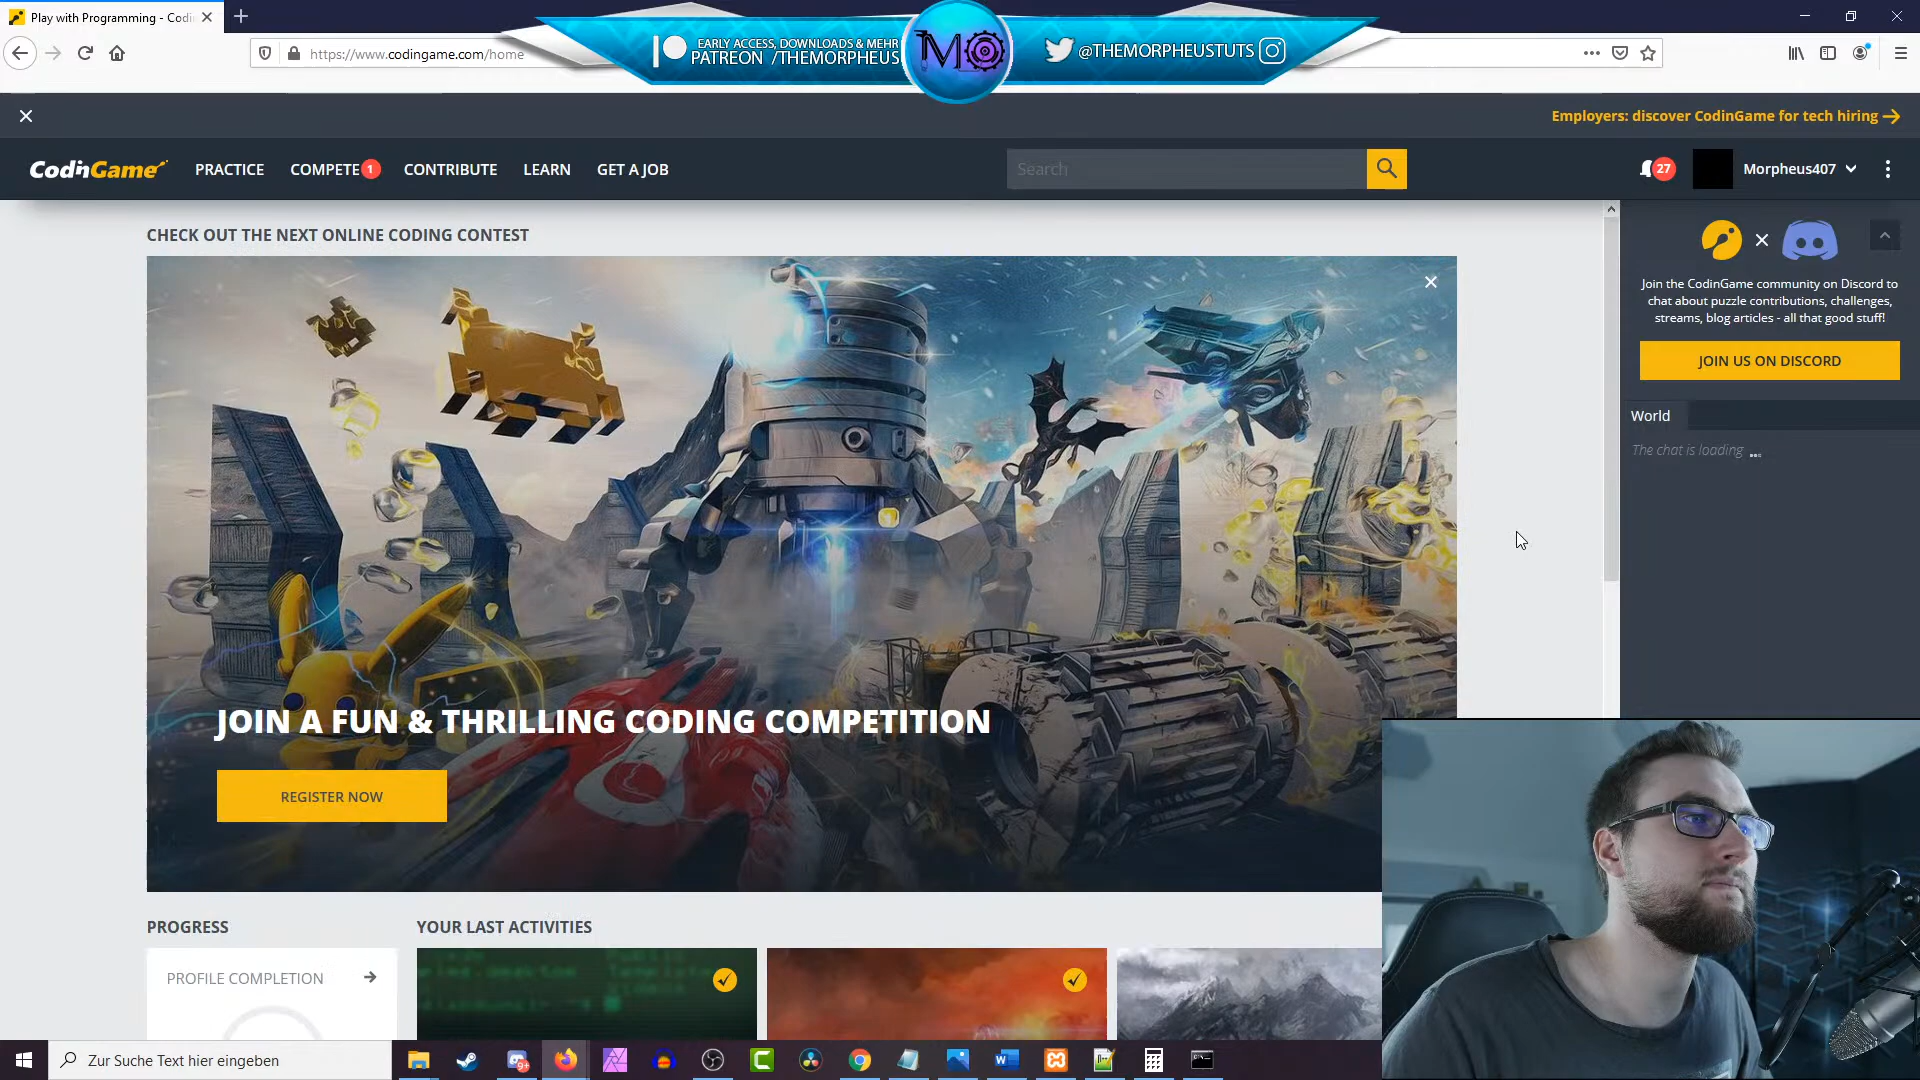 Play with Programming - Codi
https://www.codingame.com/home
EARLY ACCESS, DOWNLOADS & MEHR
PATREON /THEMORPHEUS
MO
@THEMORPHEUSTUTS
Employers: discover CodinGame for tech hiring
CodinGame
PRACTICE
COMPETE 1
CONTRIBUTE
LEARN
GET A JOB
Search
27
Morpheus407
CHECK OUT THE NEXT ONLINE CODING CONTEST
Join the CodinGame community on Discord to
chat about puzzle contributions, challenges,
streams, blog articles - all that good stuff!
JOIN US ON DISCORD
World
The chat is loading ...
JOIN A FUN & THRILLING CODING COMPETITION
REGISTER NOW
PROGRESS
YOUR LAST ACTIVITIES
PROFILE COMPLETION
Zur Suche Text hier eingeben